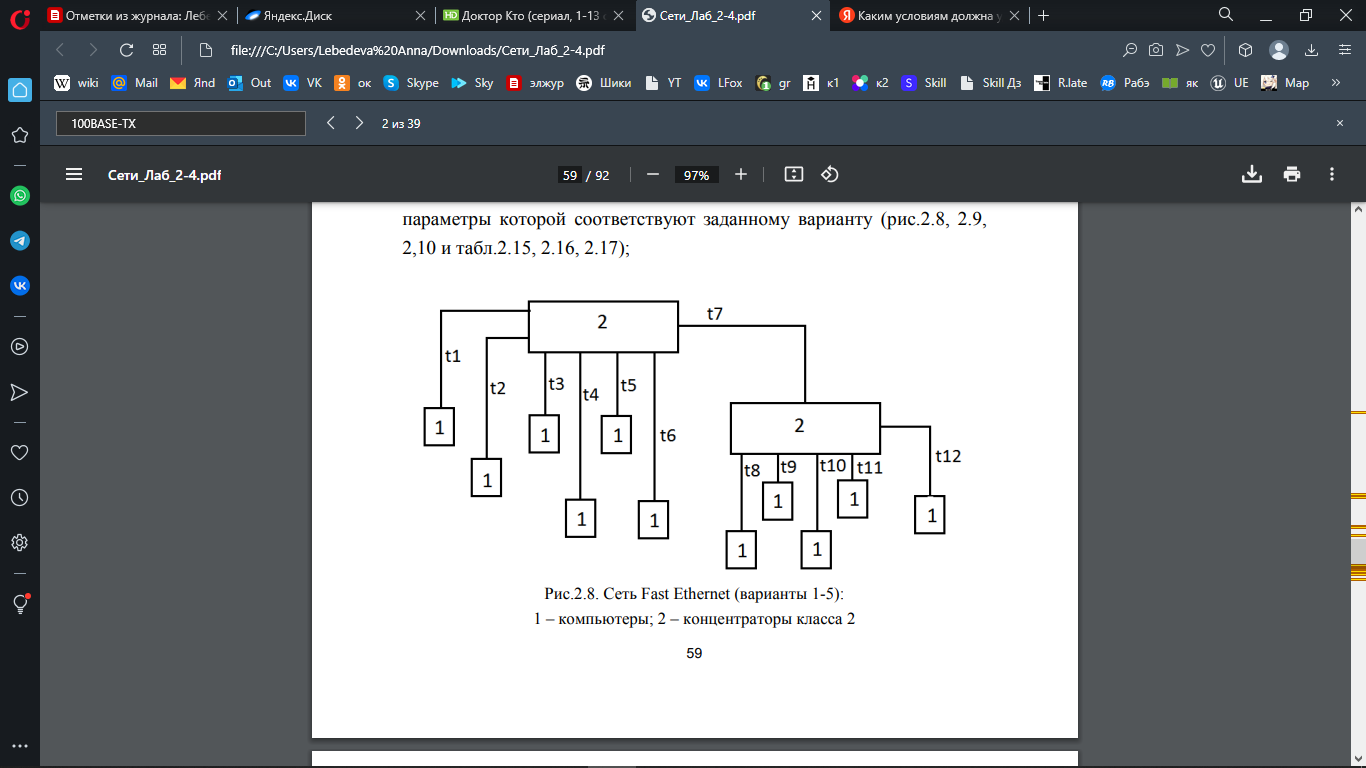 Отметки из журнала: Лебе
Яндекс.Диск
HD Доктор Кто (сериал, 1-13 с
Сети_Лаб_2-4.pdf
Я Каким условиям должна у
file:///C:/Users/Lebedeva%20Anna/Downloads/Сети_Лаб_2-4.pdf
W wiki @ Mail Янd Out VK ок S Skype Sky элжур Шики YT LFox gr к1 к2 S Skill Skill Дз R.late RB Рабэ як UE Мар »
100BASE-TX 2 из 39
Сети_Лаб_2-4.pdf 59 / 92 97%
параметры которой соответствуют заданному варианту (рис.2.8, 2.9,
2,10 и табл.2.15, 2.16, 2.17);
2 t7
t1
t2 t3 t4 t5
t6
1 1 1
2
1
t8 t9 t10 t11 t12
1 1
1 1
1
1 1
Рис.2.8. Сеть Fast Ethernet (варианты 1-5):
1 – компьютеры; 2 – концентраторы класса 2
59